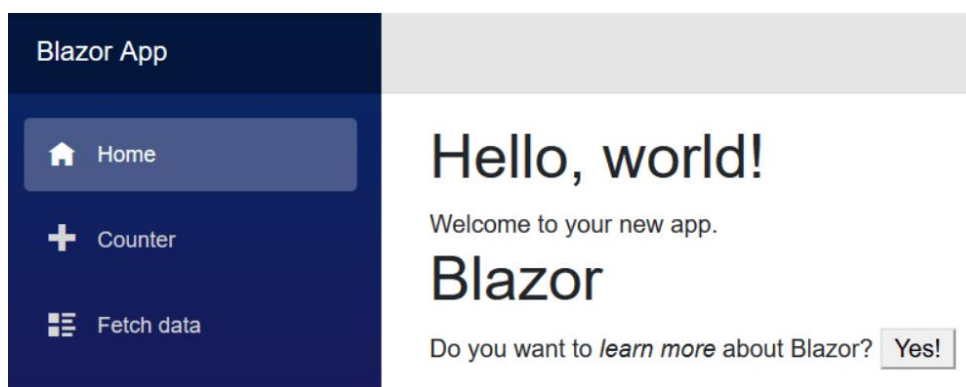 Blazor App
Home
Counter
Fetch data
Hello, world!
Welcome to your new app.
Blazor
Do you want to learn more about Blazor? Yes!